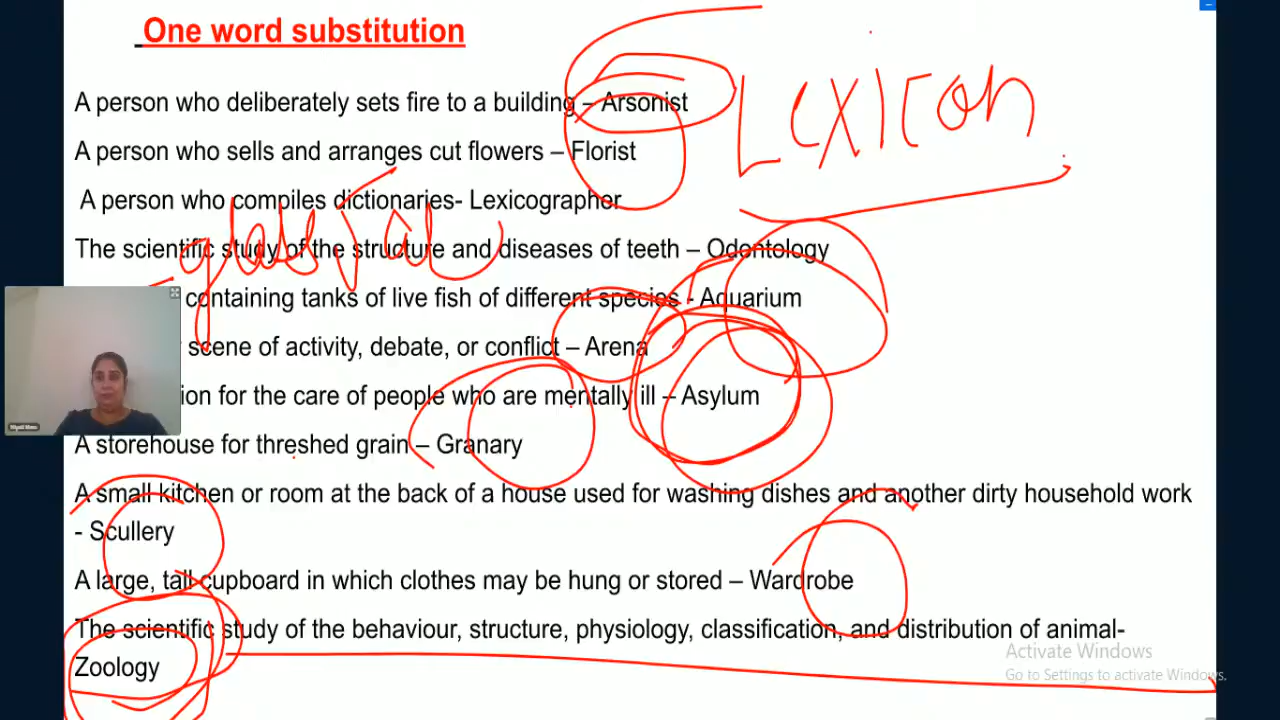 One word substitution
A person who deliberately sets fire to a building – Arsonist
Lexicon
A person who sells and arranges cut flowers – Florist
A person who compiles dictionaries- Lexicographer
The scientific study of the structure and diseases of teeth – Odontology
containing tanks of live fish of different species - Aquarium
scene of activity, debate, or conflict – Arena
ion for the care of people who are mentally ill – Asylum
A storehouse for threshed grain – Granary
A small kitchen or room at the back of a house used for washing dishes and another dirty household work
- Scullery
A large, tall cupboard in which clothes may be hung or stored – Wardrobe
The scientific study of the behaviour, structure, physiology, classification, and distribution of animal-
Zoology
Activate Windows
Go to Settings to activate Windows.